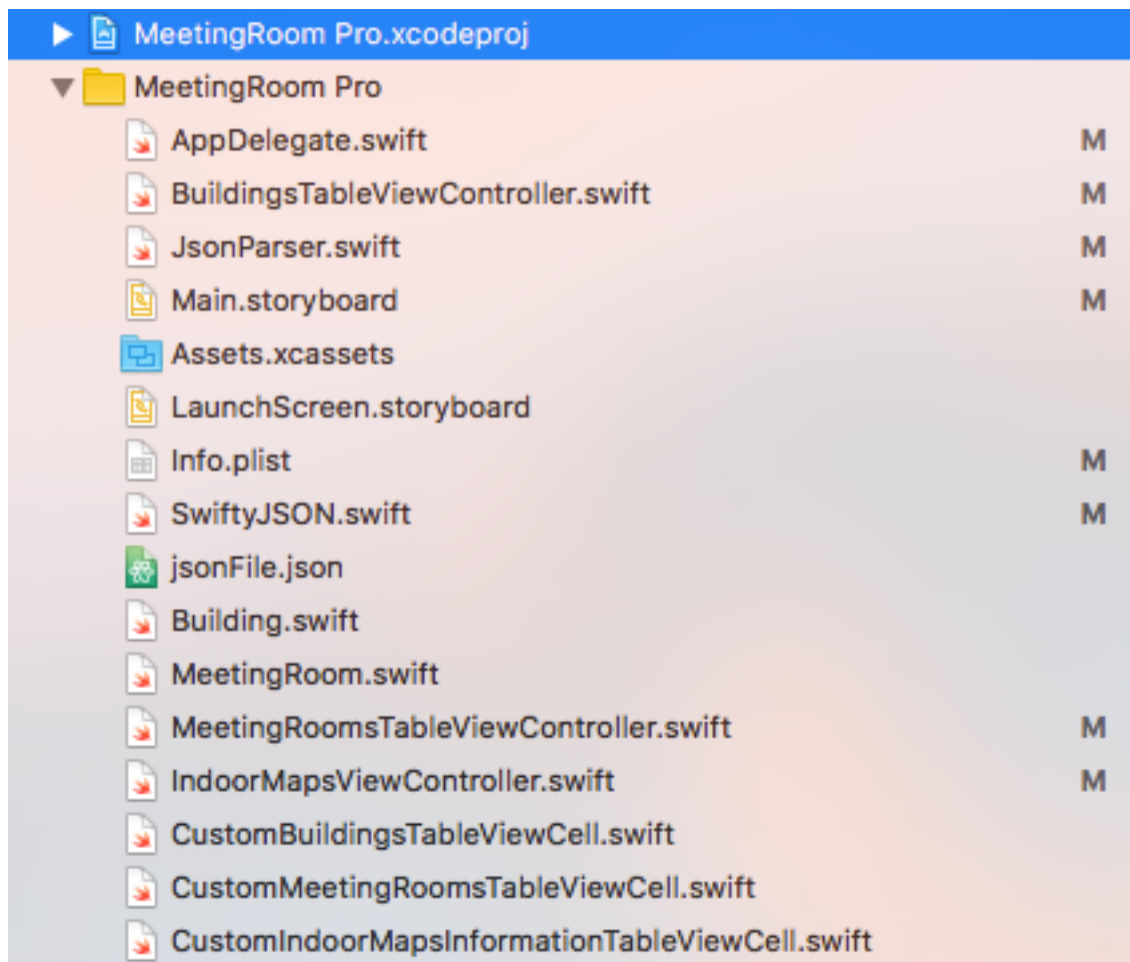 MeetingRoom Pro.xcodeproj
MeetingRoom Pro
AppDelegate.swift M
BuildingsTableViewController.swift M
JsonParser.swift M
Main.storyboard M
Assets.xcassets
LaunchScreen.storyboard
Info.plist M
SwiftyJSON.swift M
jsonFile.json
Building.swift
MeetingRoom.swift
MeetingRoomsTableViewController.swift M
IndoorMapsViewController.swift M
CustomBuildingsTableViewCell.swift
CustomMeetingRoomsTableViewCell.swift
CustomIndoorMapsInformationTableViewCell.swift